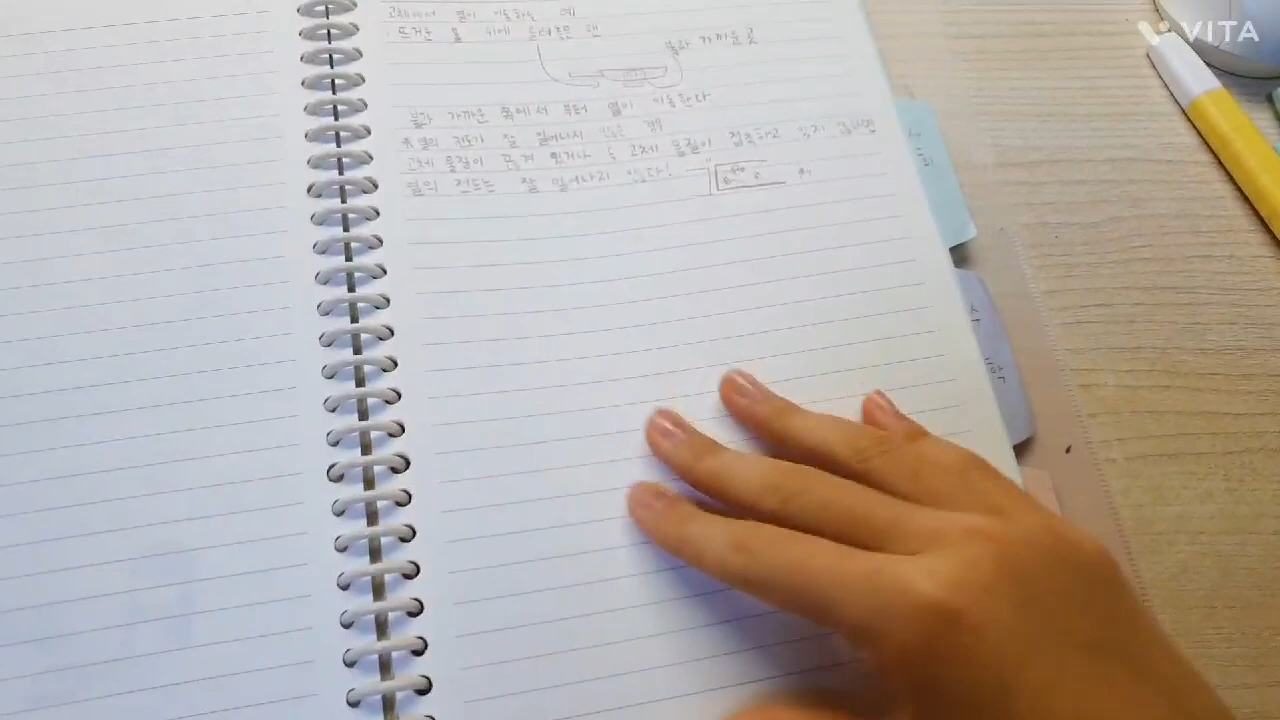 고체에서 열이 이동하는 예
: 뜨거운 불 위에 올려놓은 팬
불과 가까운 곳
불과 가까운 쪽에서 부터 열이 이동한다
※ 열의 전도가 잘 일어나지 않는 경우
고체 물질이 끊겨 있거나 두 고체 물질이 접촉하고 있지 않으면
열의 전도는 잘 일어나지 않는다!
사회
수학
VITA